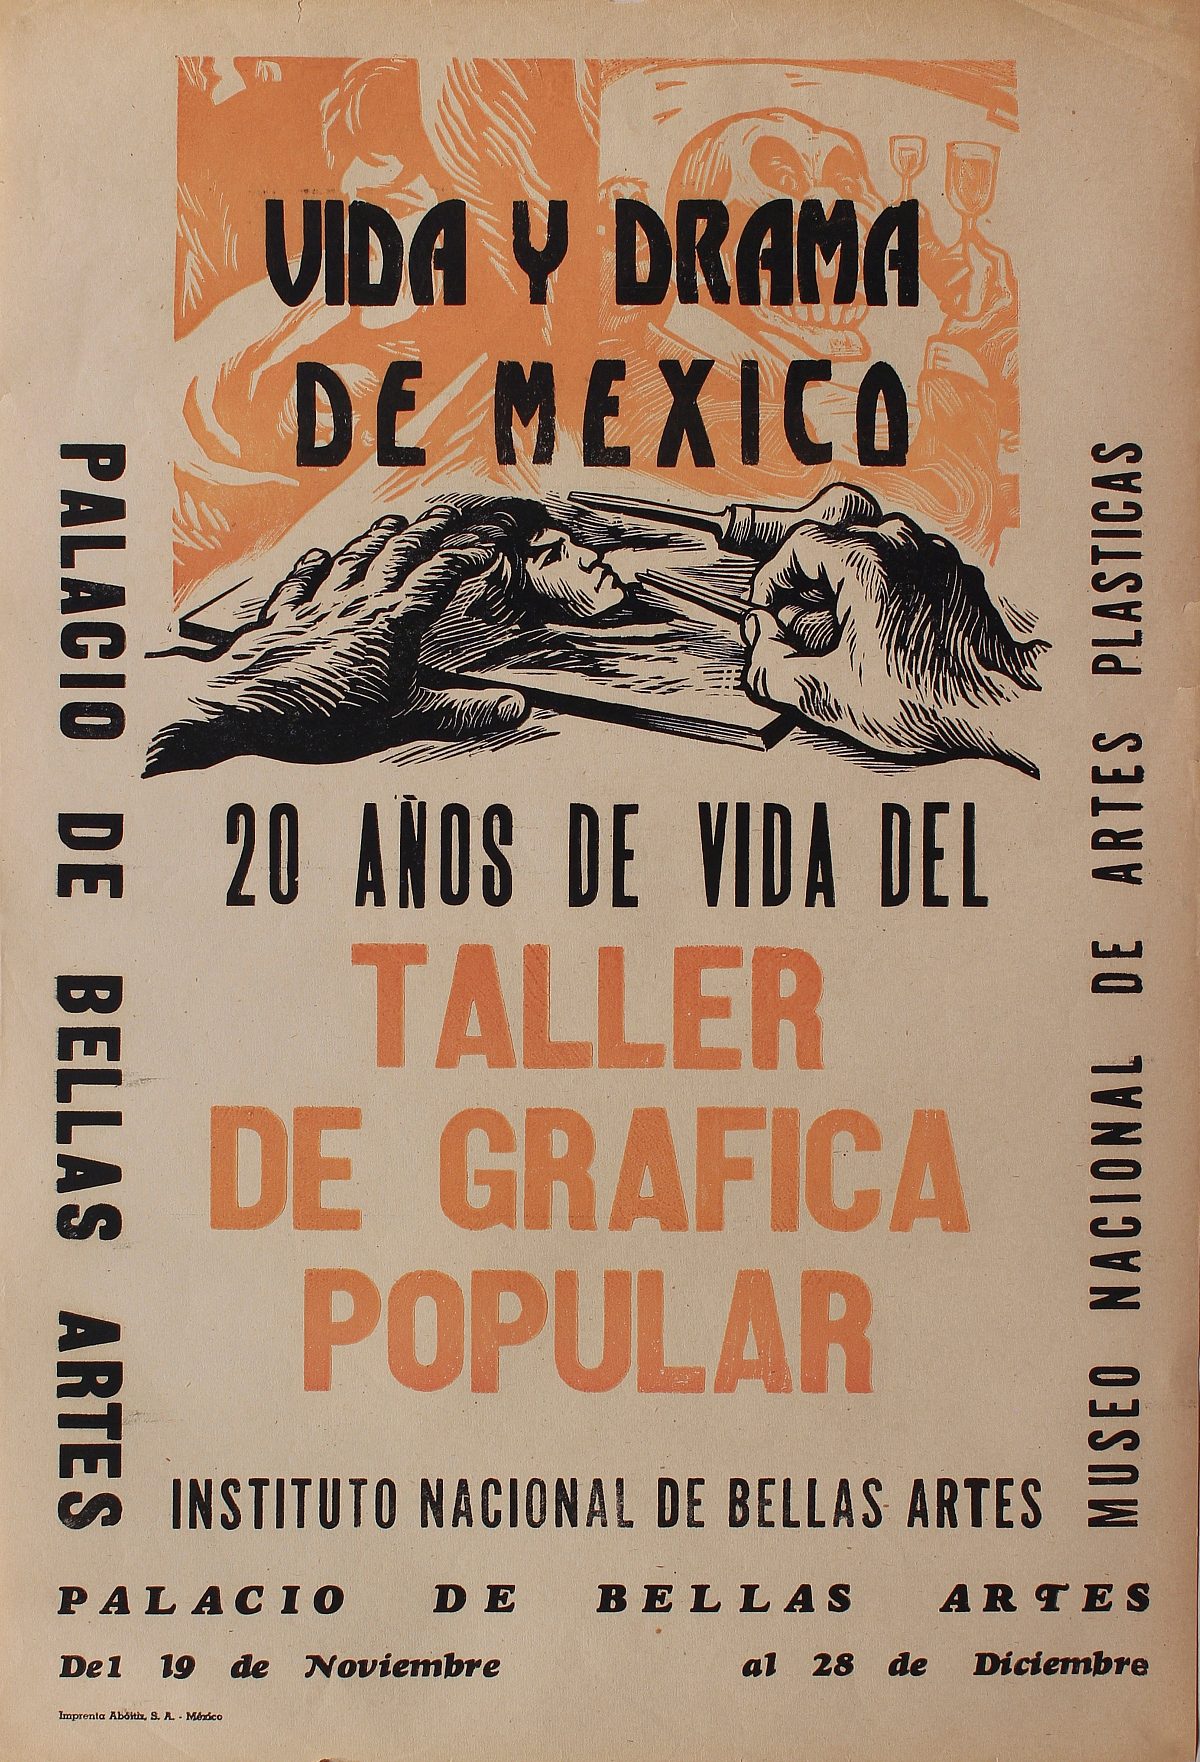 VIDA Y DRAMA
DE MEXICO
PALACIO DE BELLAS ARTES
MUSEO NACIONAL DE ARTES PLASTICAS
20 AÑOS DE VIDA DEL
TALLER
DE GRAFICA
POPULAR
INSTITUTO NACIONAL DE BELLAS ARTES
PALACIO DE BELLAS ARTES
Del 19 de Noviembre al 28 de Diciembre
Imprenta Abóitiz, S. A. - México